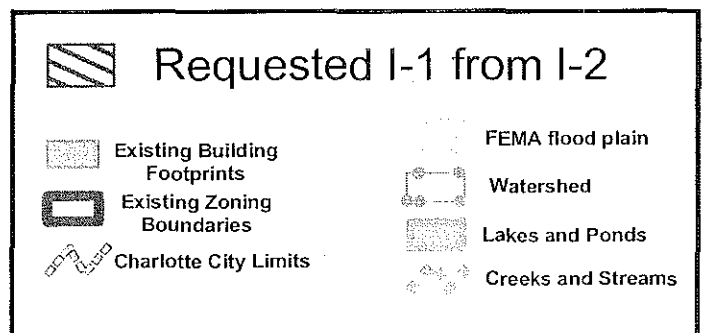 Requested I-1 from I-2
Existing Building
Footprints
Existing Zoning
Boundaries
Charlotte City Limits
FEMA flood plain
Watershed
Lakes and Ponds
Creeks and Streams